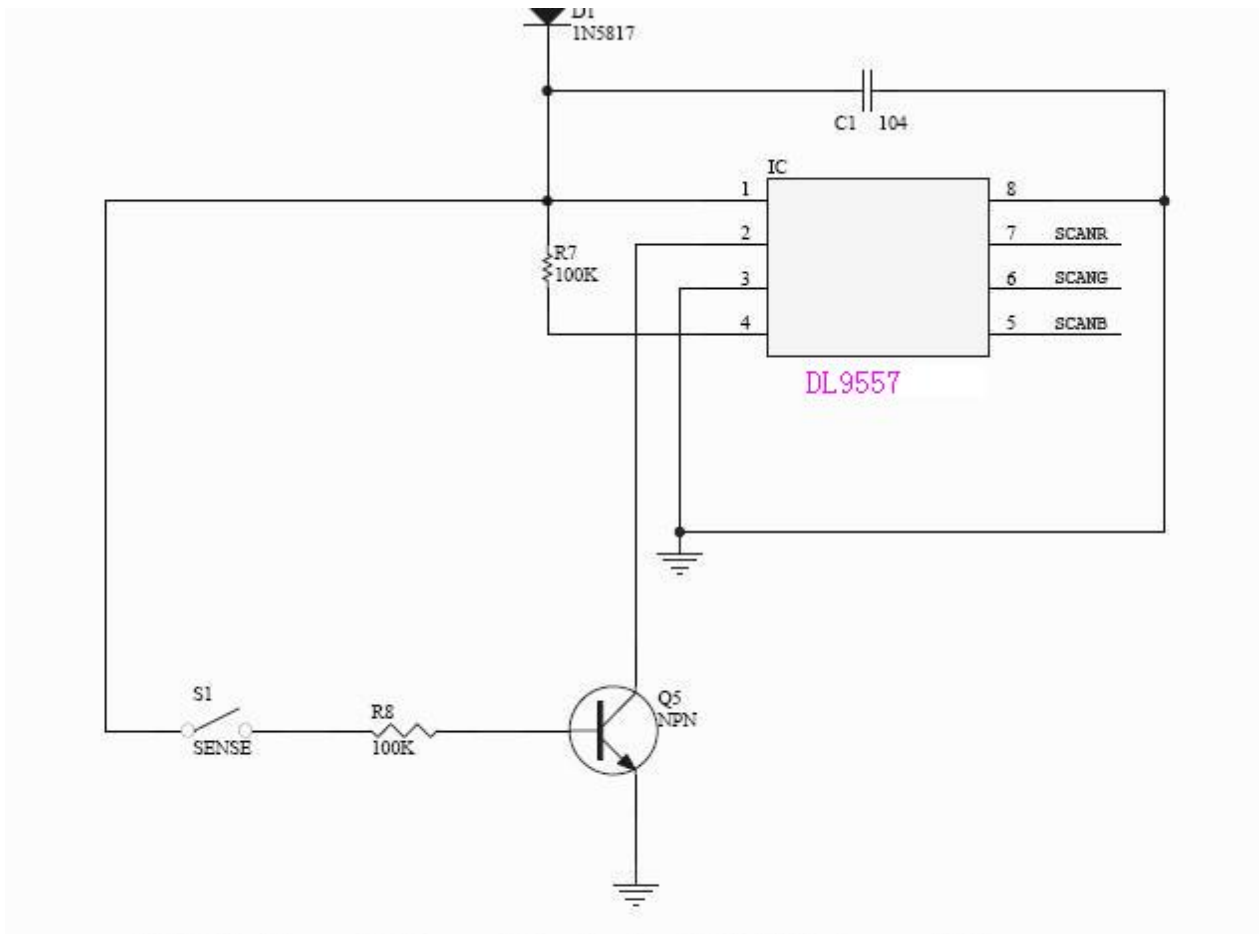 D1
1N5817
C1 104
IC
1
8
2
7 SCANR
R7
100K
3
6 SCANG
4
5 SCANB
DL9557
S1
SENSE
R8
100K
Q5
NPN